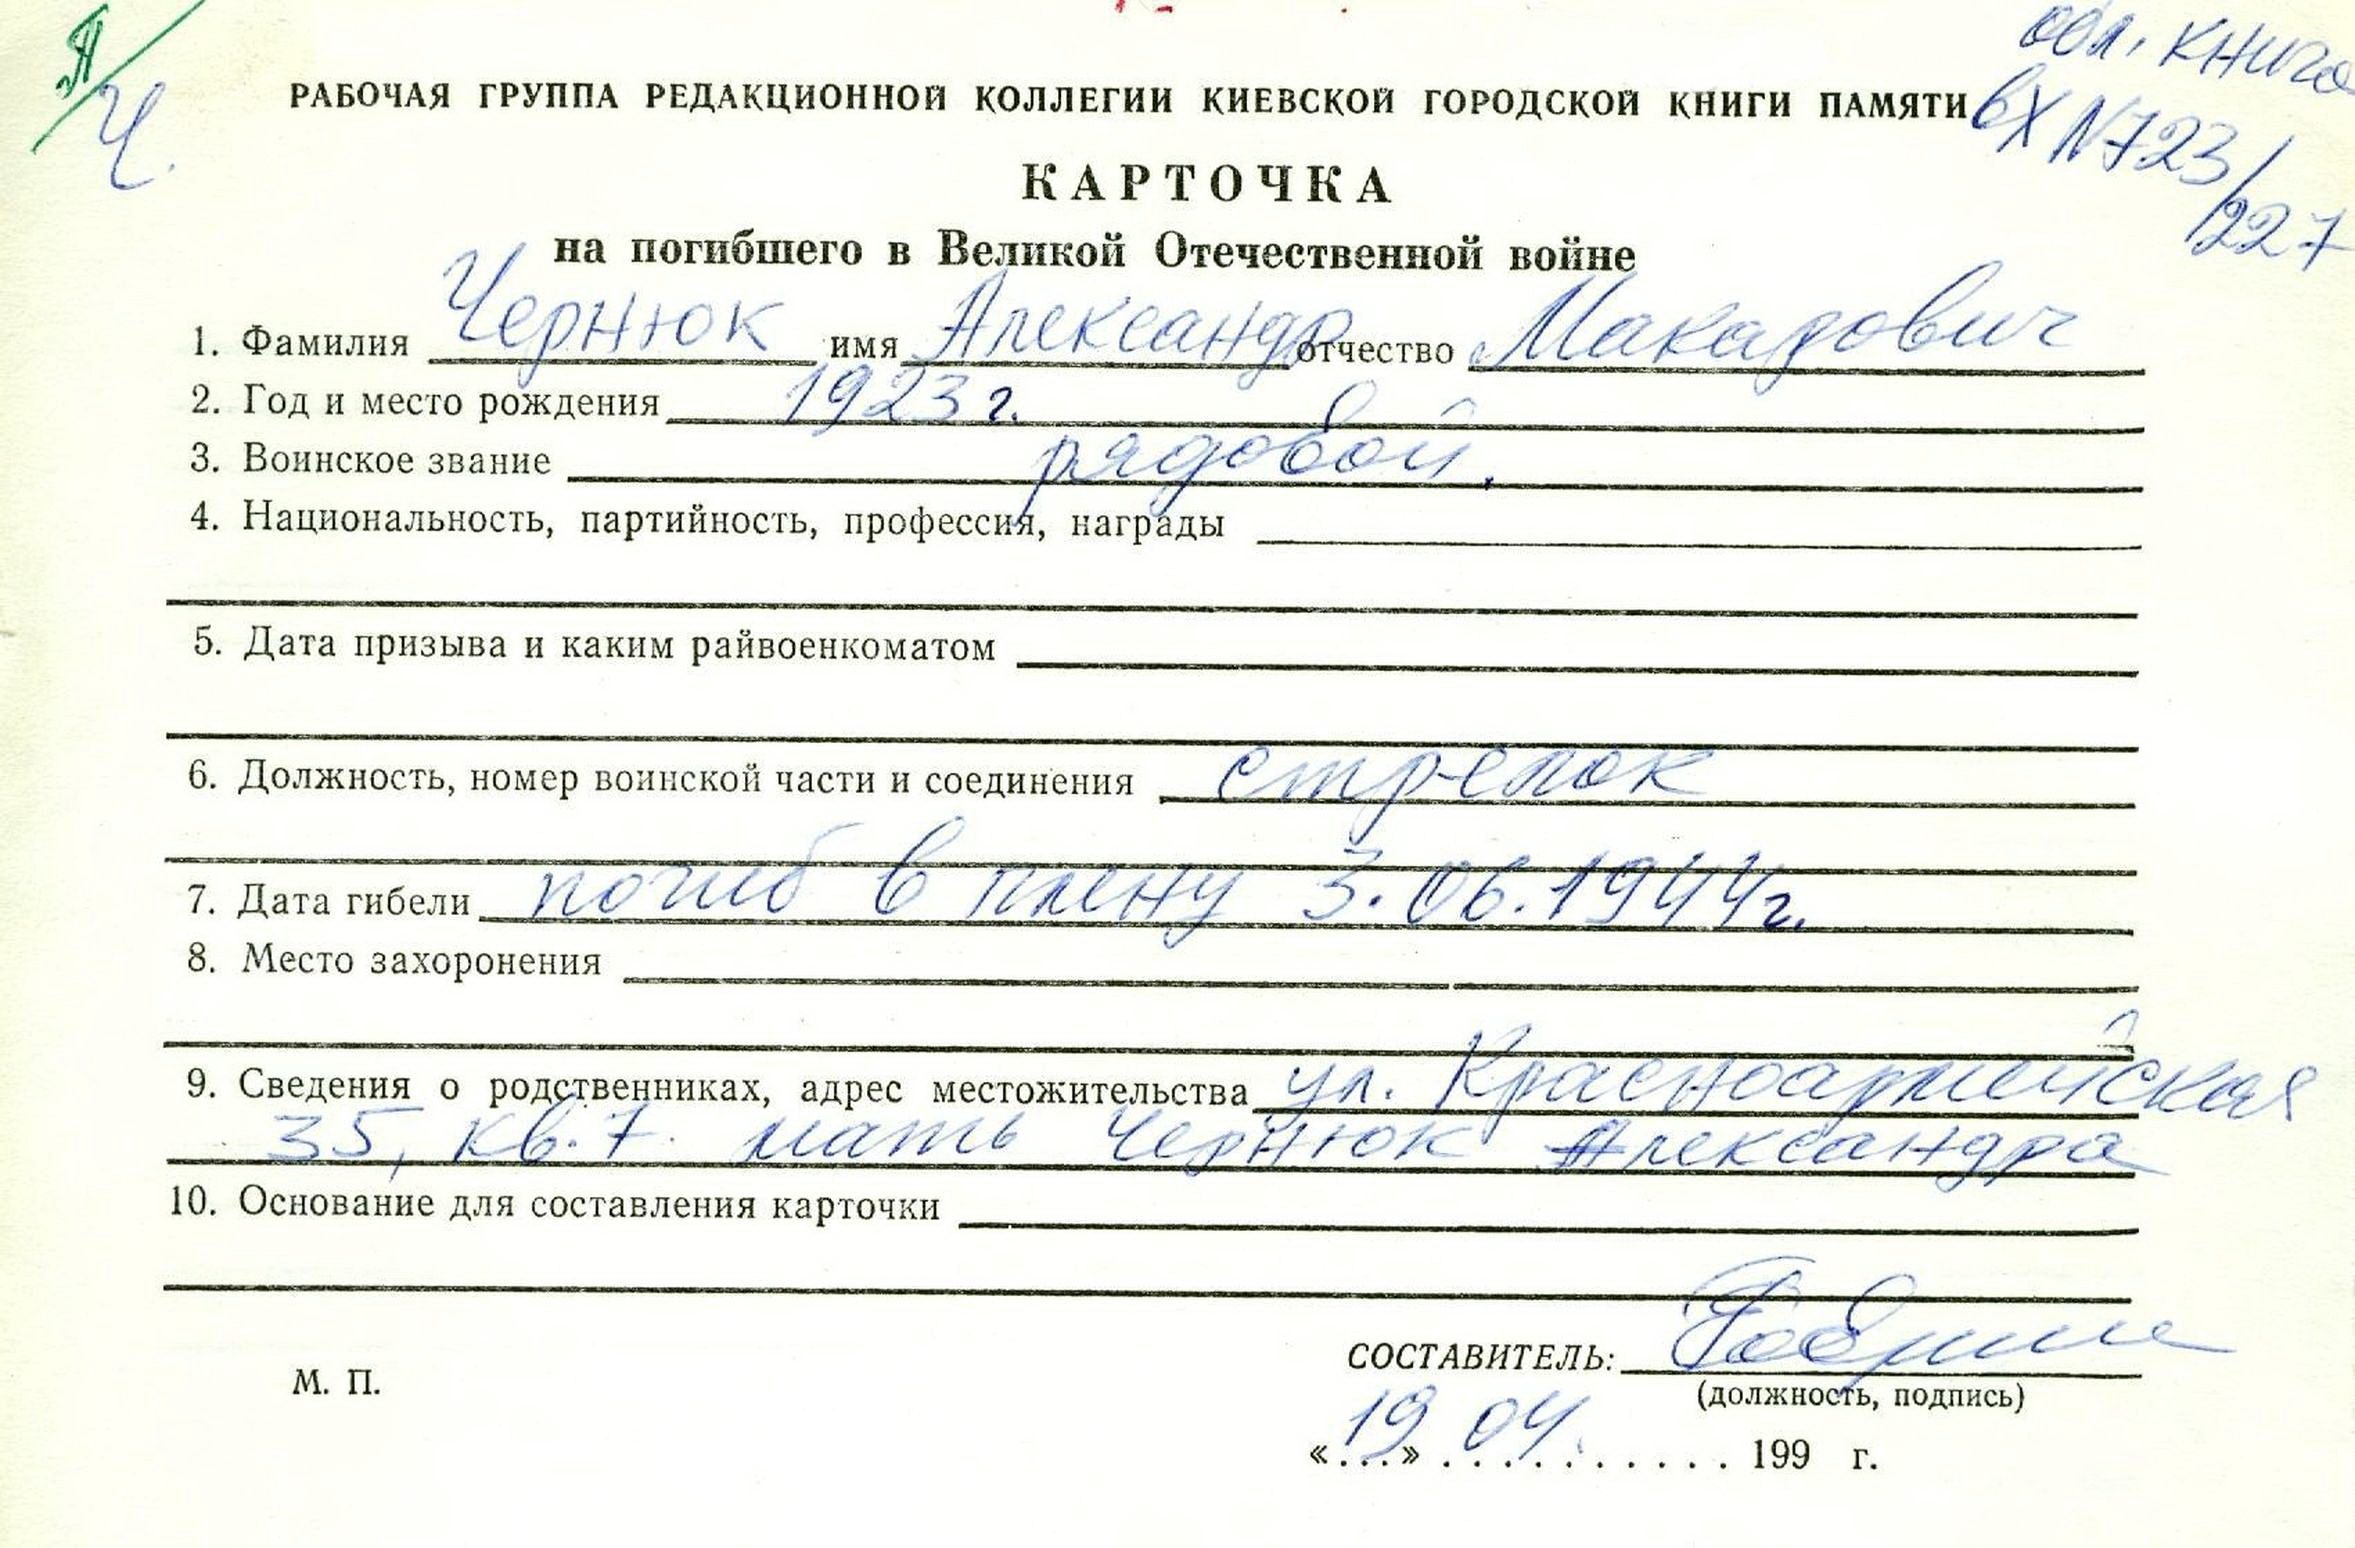 обл. книга
Ч.
РАБОЧАЯ ГРУППА РЕДАКЦИОННОЙ КОЛЛЕГИИ КИЕВСКОЙ ГОРОДСКОЙ КНИГИ ПАМЯТИ
вх N723/227
КАРТОЧКА
на погибшего в Великой Отечественной войне
1. Фамилия Чернюк имя Александр отчество Макарович
2. Год и место рождения 1923 г.
3. Воинское звание рядовой.
4. Национальность, партийность, профессия, награды
5. Дата призыва и каким райвоенкоматом
6. Должность, номер воинской части и соединения стрелок
7. Дата гибели погиб в плену 3.06.1944г.
8. Место захоронения
9. Сведения о родственниках, адрес местожительства ул. Красноармейская
35, кв. 7. мать Чернюк Александра
10. Основание для составления карточки
СОСТАВИТЕЛЬ:
М. П.
(должность, подпись)
«19» 04. 199 г.